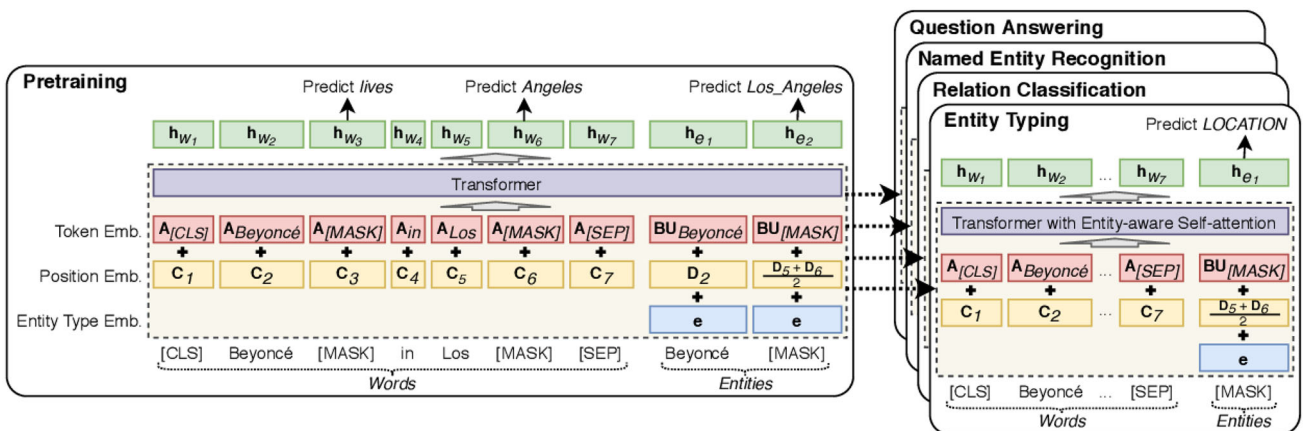 Pretraining
Predict lives Predict Angeles Predict Los_Angeles
hw1 hw2 hw3 hw4 hw5 hw6 hw7 he1 he2
Transformer
Token Emb. A[CLS] ABeyoncé A[MASK] Ain ALos A[MASK] A[SEP] BUBeyoncé BU[MASK]
+ + + + + + + + +
Position Emb. C1 C2 C3 C4 C5 C6 C7 D2 D5 + D6 / 2
+ +
Entity Type Emb. e e
[CLS] Beyoncé [MASK] in Los [MASK] [SEP] Beyoncé [MASK]
Words Entities
Question Answering
Named Entity Recognition
Relation Classification
Entity Typing
Predict LOCATION
hw1 hw2 ... hw7 he1
Transformer with Entity-aware Self-attention
A[CLS] ABeyoncé ... A[SEP] BU[MASK]
+ + + +
C1 C2 ... C7 D5 + D6 / 2
+
e
[CLS] Beyoncé ... [SEP] [MASK]
Words Entities